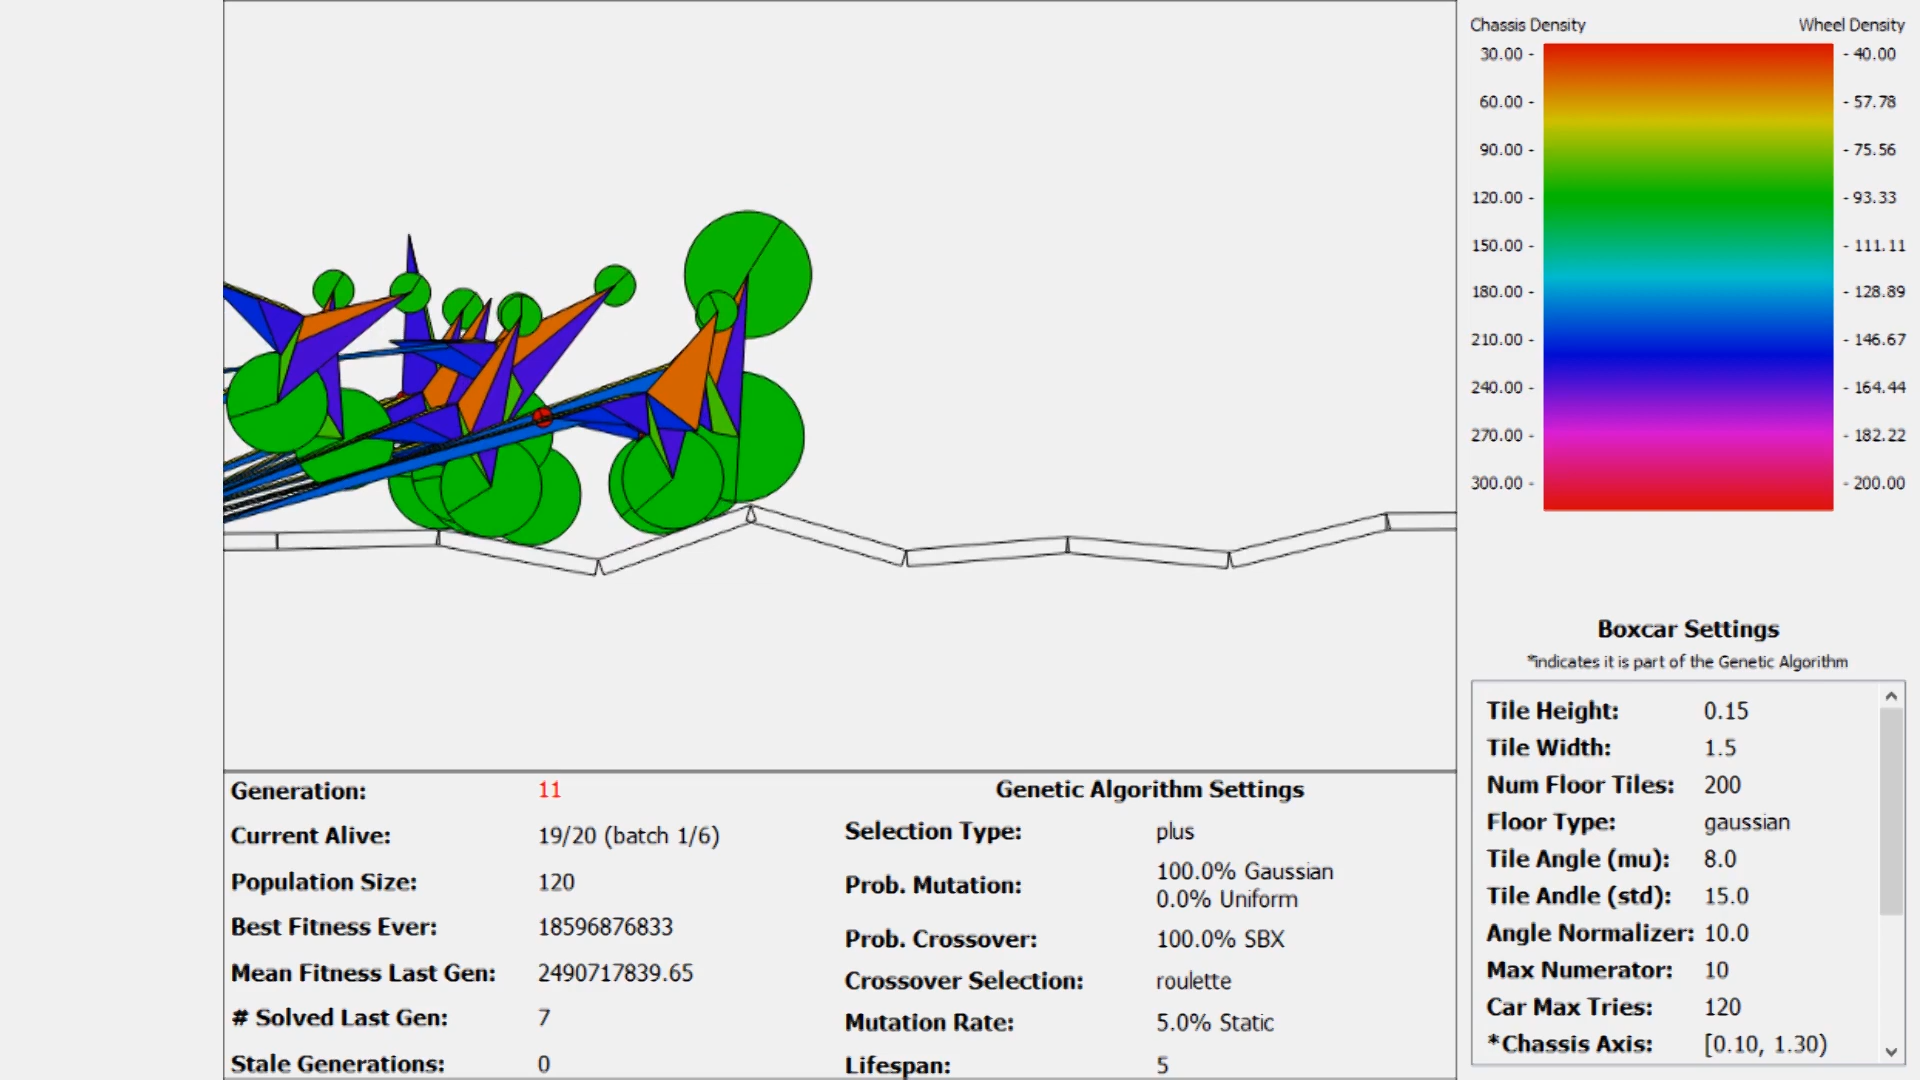 Chassis Density Wheel Density
30.00 - - 40.00
60.00 - - 57.78
90.00 - - 75.56
120.00 - - 93.33
150.00 - - 111.11
180.00 - - 128.89
210.00 - - 146.67
240.00 - - 164.44
270.00 - - 182.22
300.00 - - 200.00
Boxcar Settings
*indicates it is part of the Genetic Algorithm
Tile Height: 0.15
Tile Width: 1.5
Num Floor Tiles: 200
Floor Type: gaussian
Tile Angle (mu): 8.0
Tile Andle (std): 15.0
Angle Normalizer: 10.0
Max Numerator: 10
Car Max Tries: 120
*Chassis Axis: [0.10, 1.30)
Generation: 11
Current Alive: 19/20 (batch 1/6)
Population Size: 120
Best Fitness Ever: 18596876833
Mean Fitness Last Gen: 2490717839.65
# Solved Last Gen: 7
Stale Generations: 0
Genetic Algorithm Settings
Selection Type: plus
Prob. Mutation: 100.0% Gaussian
0.0% Uniform
Prob. Crossover: 100.0% SBX
Crossover Selection: roulette
Mutation Rate: 5.0% Static
Lifespan: 5